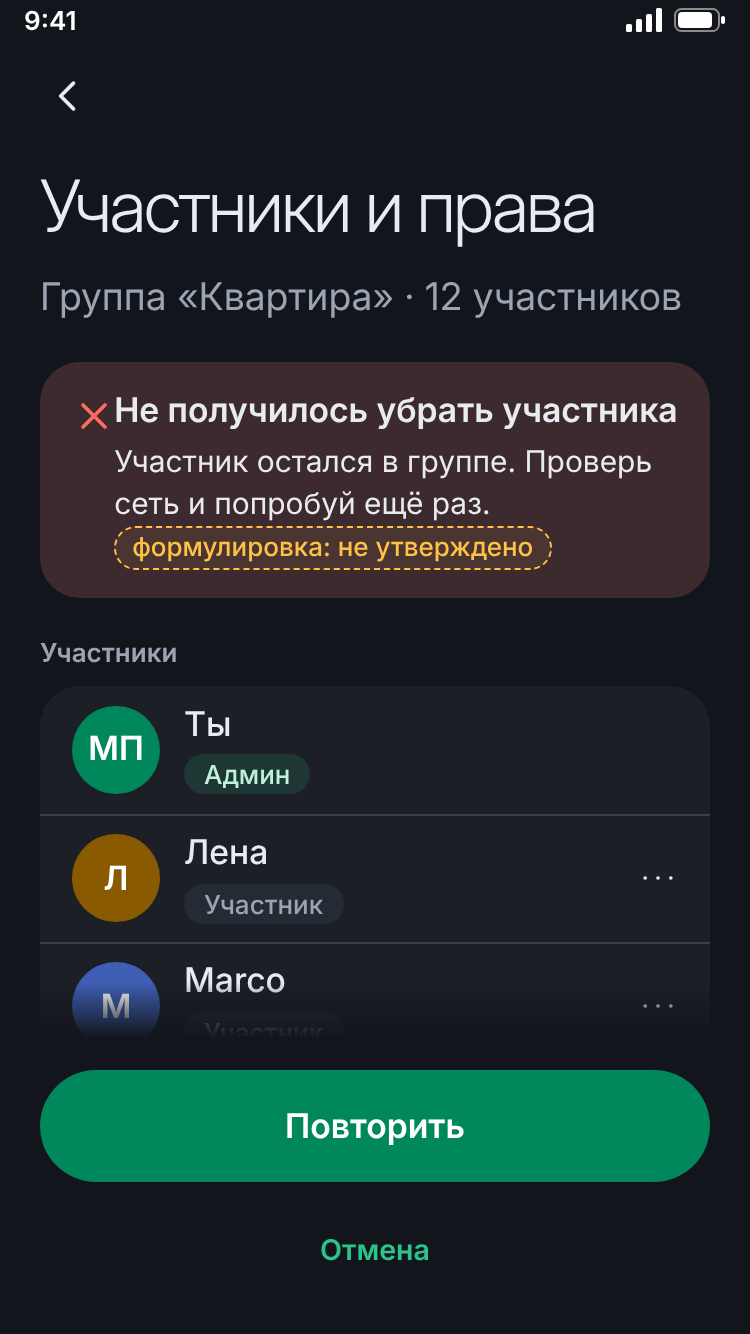 9:41
Участники и права
Группа «Квартира» · 12 участников
Не получилось убрать участника
Участник остался в группе. Проверь
сеть и попробуй ещё раз.
формулировка: не утверждено
Участники
МП
Ты
Админ
Л
Лена
Участник
···
M
Marco
Участник
···
Повторить
Отмена